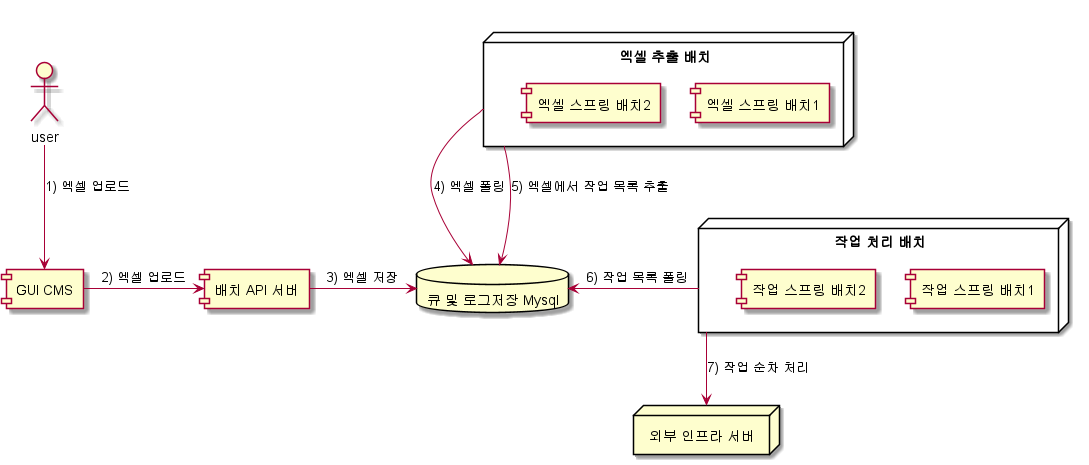 엑셀 추출 배치
엑셀 스프링 배치2
엑셀 스프링 배치1
user
1) 엑셀 업로드
4) 엑셀 폴링
5) 엑셀에서 작업 목록 추출
작업 처리 배치
GUI CMS
2) 엑셀 업로드
배치 API 서버
3) 엑셀 저장
큐 및 로그저장 Mysql
6) 작업 목록 폴링
작업 스프링 배치2
작업 스프링 배치1
7) 작업 순차 처리
외부 인프라 서버